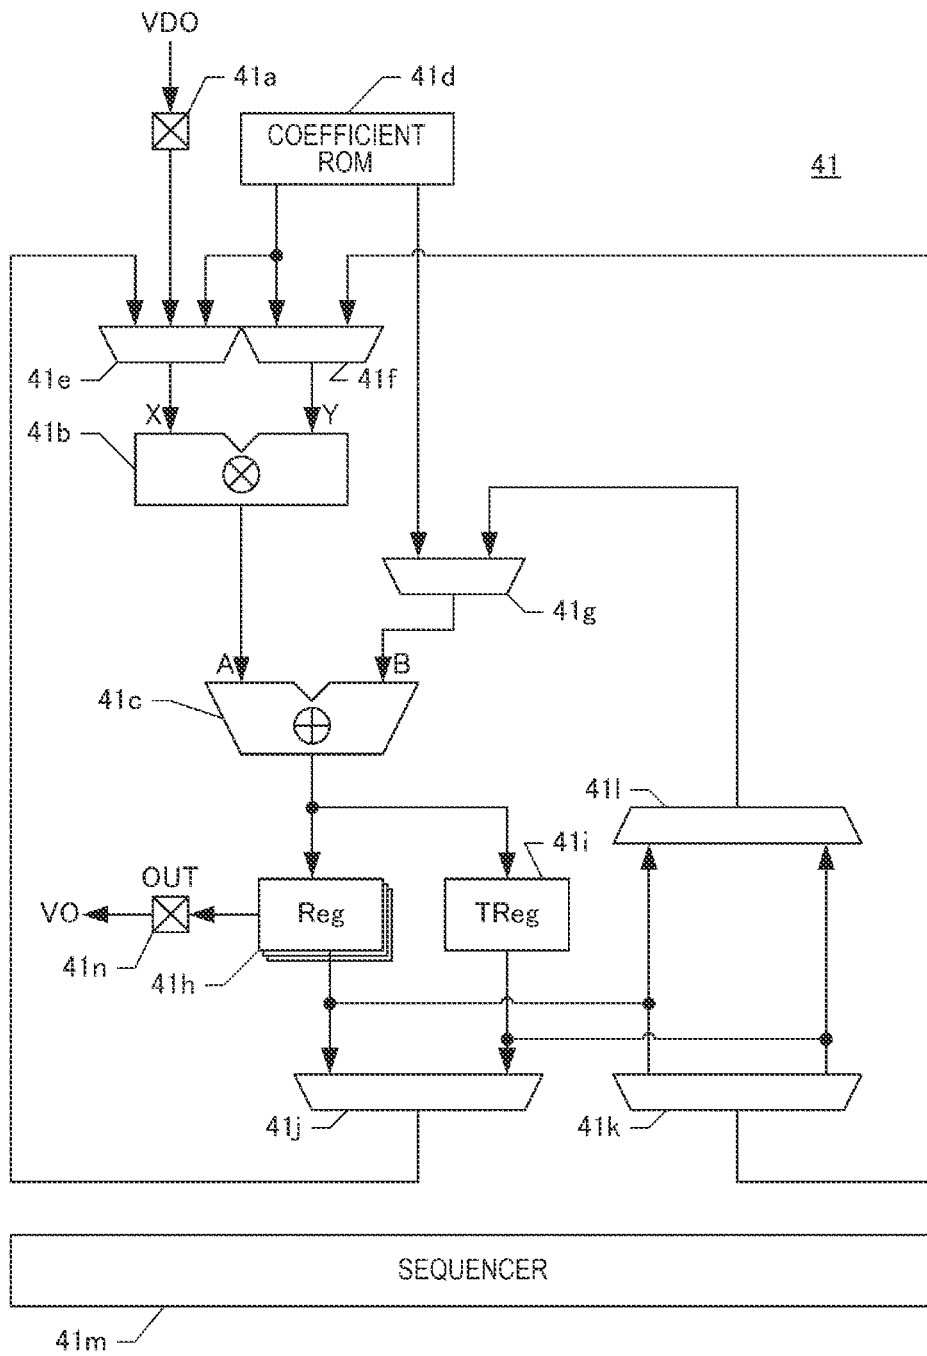 VDO
41a
41d
COEFFICIENT
ROM
41
41e
41f
X
Y
41b
41g
A
B
41c
41l
41i
OUT
Reg
TReg
VO
41n
41h
41j
41k
SEQUENCER
41m